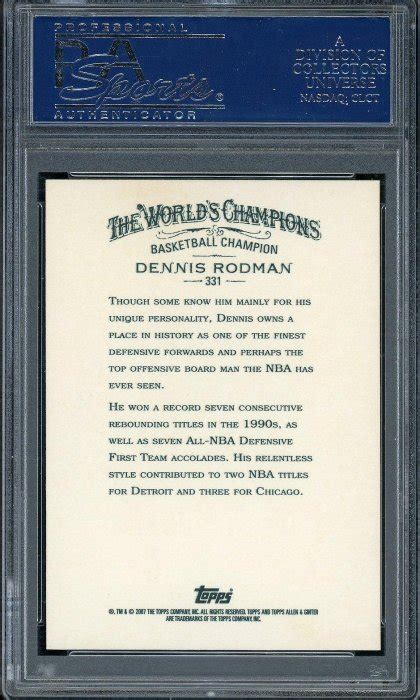 PROFESSIONAL
PSA
Sports®
AUTHENTICATOR
A
DIVISION OF
COLLECTORS
UNIVERSE
NASDAQ: CLCT
THE WORLD'S CHAMPIONS
BASKETBALL CHAMPION
DENNIS RODMAN
331
THOUGH SOME KNOW HIM MAINLY FOR HIS
UNIQUE PERSONALITY, DENNIS OWNS A
PLACE IN HISTORY AS ONE OF THE FINEST
DEFENSIVE FORWARDS AND PERHAPS THE
TOP OFFENSIVE BOARD MAN THE NBA HAS
EVER SEEN.
HE WON A RECORD SEVEN CONSECUTIVE
REBOUNDING TITLES IN THE 1990S, AS
WELL AS SEVEN ALL-NBA DEFENSIVE
FIRST TEAM ACCOLADES. HIS RELENTLESS
STYLE CONTRIBUTED TO TWO NBA TITLES
FOR DETROIT AND THREE FOR CHICAGO.
Topps
®, TM & © 2007 THE TOPPS COMPANY, INC. ALL RIGHTS RESERVED. TOPPS AND TOPPS ALLEN & GINTER
ARE TRADEMARKS OF THE TOPPS COMPANY, INC.